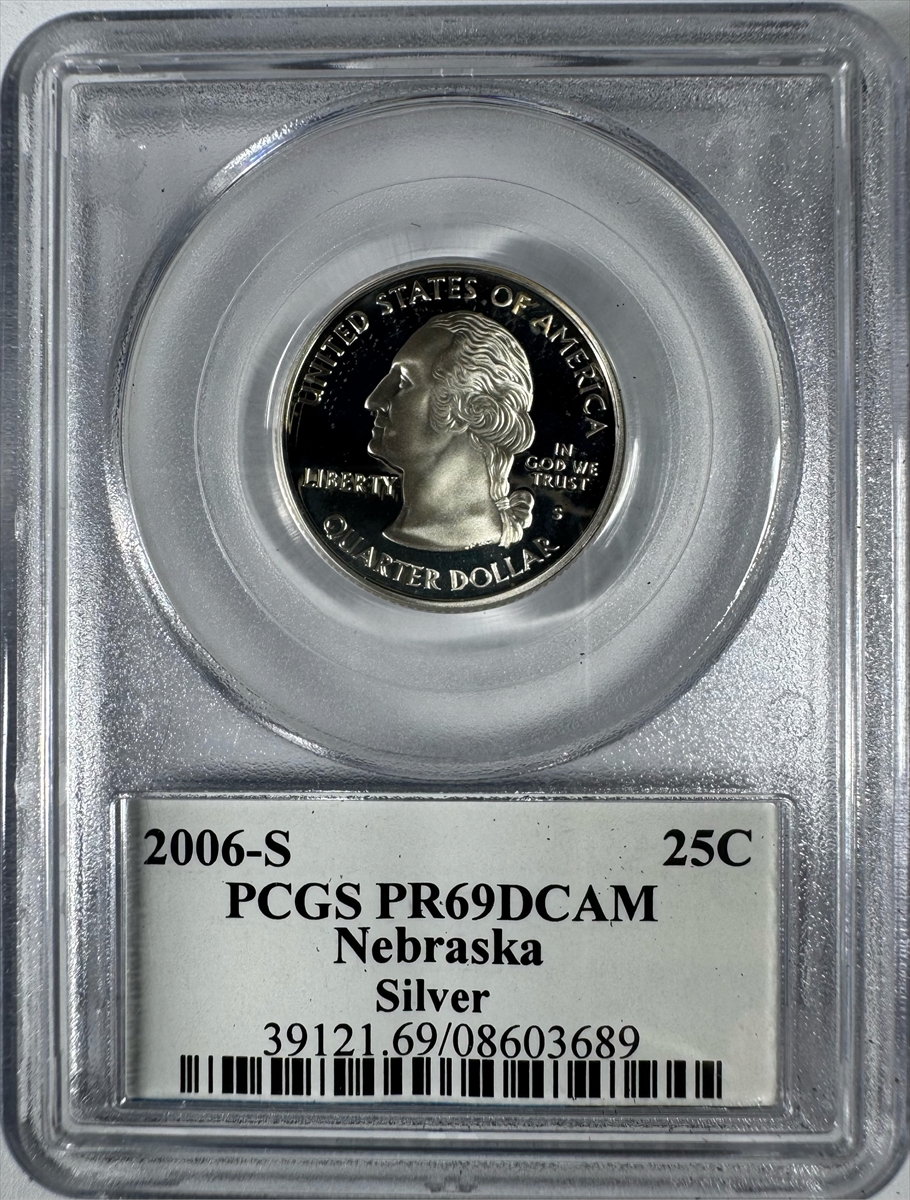 UNITED STATES OF AMERICA
LIBERTY
IN
GOD WE
TRUST
S
QUARTER DOLLAR
2006-S 25C
PCGS PR69DCAM
Nebraska
Silver
39121.69/08603689